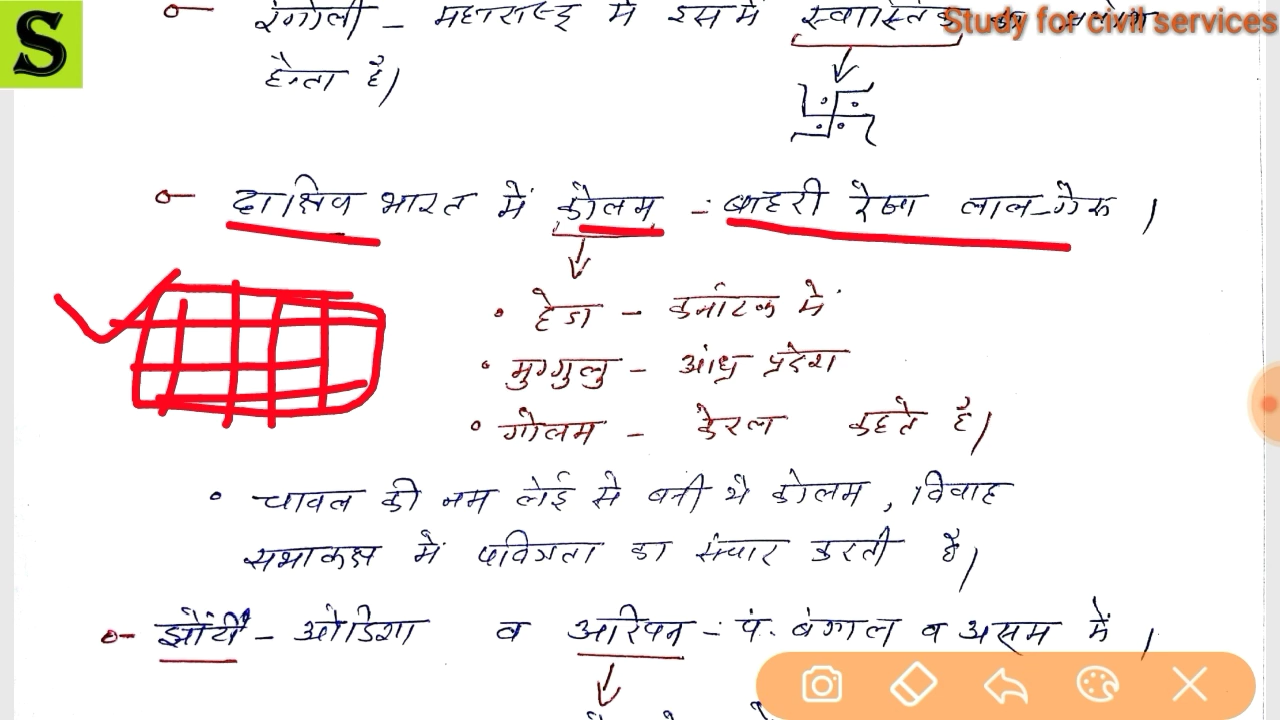 S
Study for civil services
रंगोली - महाराष्ट्र में इसमें स्वास्तिक का प्रयोग
होता है।
दक्षिण भारत में कोलम - बाहरी रेखा लाल-गेरू ।
• हेज - कर्नाटक में
• मुग्गुलु - आंध्र प्रदेश
• गोलम - केरल कहते है।
• चावल की नम लेई से बनी ये कोलम, विवाह
सभाकक्ष में पवित्रता का संचार करती है।
झोंटी - ओडिशा व अरिपन - पं. बंगाल व असम में ।